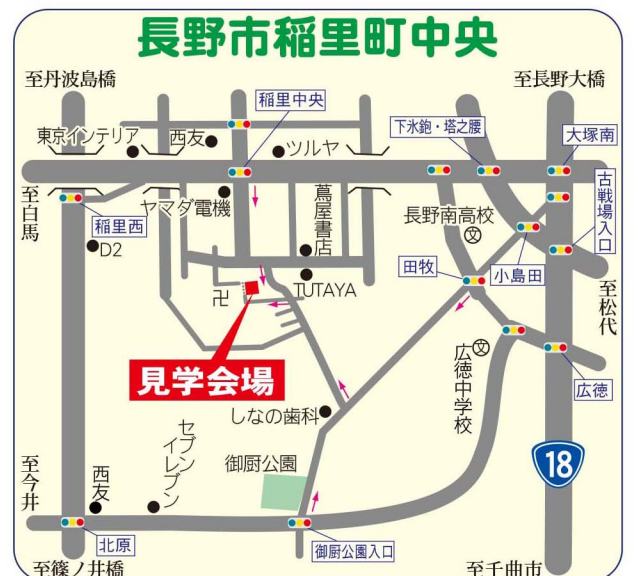 長野市稲里町中央
至丹波島橋
至長野大橋
稲里中央
下氷鉋・塔之腰
大塚南
東京インテリア
西友
ツルヤ
古戦場入口
至白馬
稲里西
ヤマダ電機
蔦屋書店
長野南高校
文
D2
卍
TUTAYA
田牧
小島田
至松代
見学会場
広徳中学校
文
広徳
しなの歯科
セブンイレブン
御厨公園
18
至今井
西友
北原
御厨公園入口
至篠ノ井橋
至千曲市